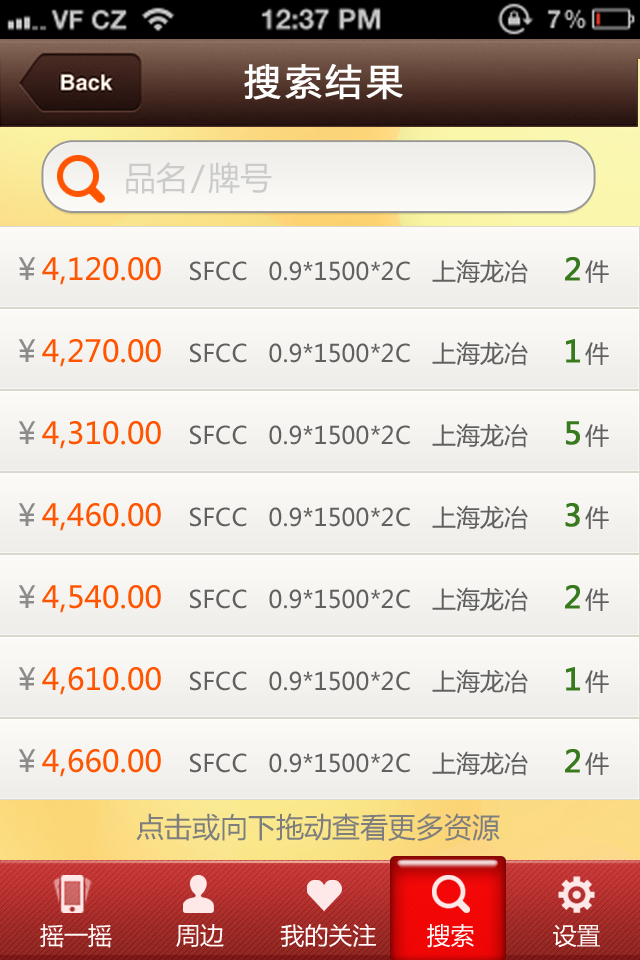 VF CZ 12:37 PM 7%
Back 搜索结果
品名/牌号
¥ 4,120.00 SFCC 0.9*1500*2C 上海龙冶 2件
¥ 4,270.00 SFCC 0.9*1500*2C 上海龙冶 1件
¥ 4,310.00 SFCC 0.9*1500*2C 上海龙冶 5件
¥ 4,460.00 SFCC 0.9*1500*2C 上海龙冶 3件
¥ 4,540.00 SFCC 0.9*1500*2C 上海龙冶 2件
¥ 4,610.00 SFCC 0.9*1500*2C 上海龙冶 1件
¥ 4,660.00 SFCC 0.9*1500*2C 上海龙冶 2件
点击或向下拖动查看更多资源
摇一摇 周边 我的关注 搜索 设置